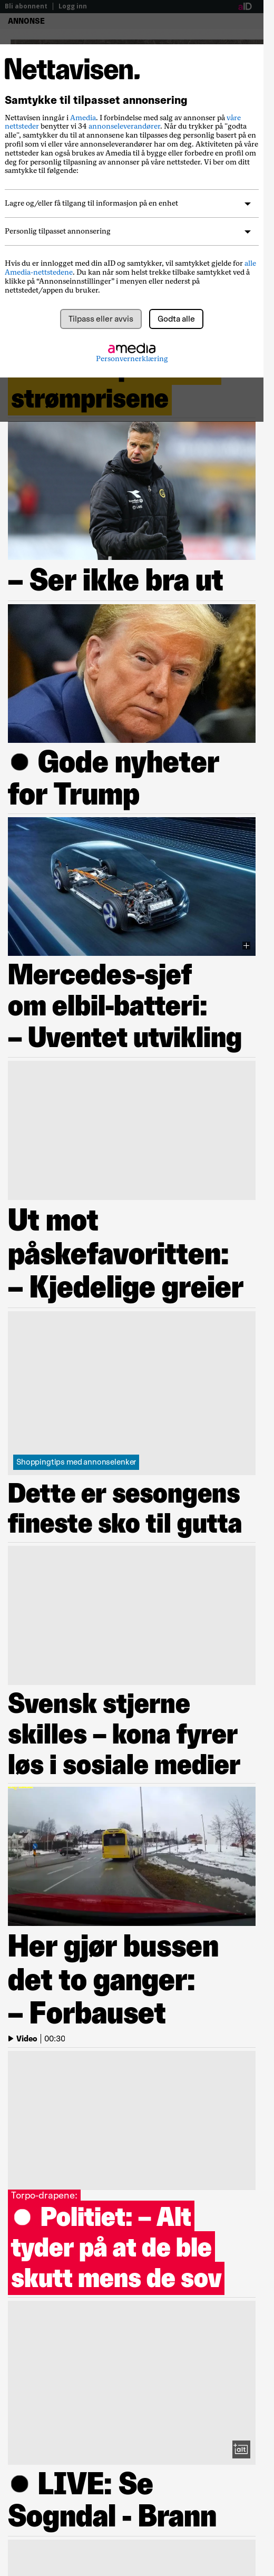 Bli abonnent | Logg inn
aID
ANNONSE
Nettavisen.
Samtykke til tilpasset annonsering
Nettavisen inngår i Amedia. I forbindelse med salg av annonser på våre
nettsteder benytter vi 34 annonseleverandører. Når du trykker på "godta
alle", samtykker du til at annonsene kan tilpasses deg personlig basert på en
profil som vi eller våre annonseleverandører har om deg. Aktiviteten på våre
nettsteder kan også brukes av Amedia til å bygge eller forbedre en profil om
deg for personlig tilpasning av annonser på våre nettsteder. Vi ber om ditt
samtykke til følgende:
Lagre og/eller få tilgang til informasjon på en enhet
Personlig tilpasset annonsering
Hvis du er innlogget med din aID og samtykker, vil samtykket gjelde for alle
Amedia-nettstedene. Du kan når som helst trekke tilbake samtykket ved å
klikke på “Annonseinnstillinger” i menyen eller nederst på
nettstedet/appen du bruker.
Tilpass eller avvis
Godta alle
amedia
Personvernerklæring
strømprisene
– Ser ikke bra ut
● Gode nyheter
for Trump
Mercedes-sjef
om elbil-batteri:
– Uventet utvikling
Ut mot
påskefavoritten:
– Kjedelige greier
Shoppingtips med annonselenker
Dette er sesongens
fineste sko til gutta
Svensk stjerne
skilles – kona fyrer
løs i sosiale medier
Her gjør bussen
det to ganger:
– Forbauset
Video | 00:30
Torpo-drapene:
● Politiet: – Alt
tyder på at de ble
skutt mens de sov
alt
● LIVE: Se
Sogndal - Brann